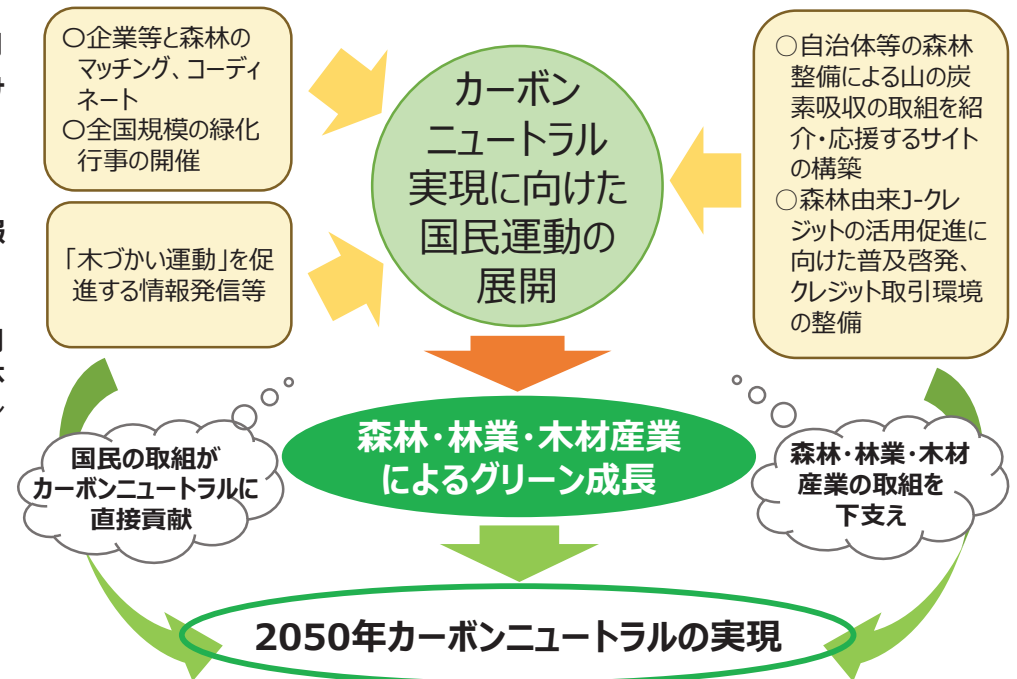 〇企業等と森林の
マッチング、コーディ
ネート
〇全国規模の緑化
行事の開催
「木づかい運動」を促
進する情報発信等
カーボン
ニュートラル
実現に向けた
国民運動の
展開
○自治体等の森林
整備による山の炭
素吸収の取組を紹
介・応援するサイト
の構築
○森林由来J-クレ
ジットの活用促進に
向けた普及啓発、
クレジット取引環境
の整備
国民の取組が
カーボンニュートラルに
直接貢献
森林・林業・木材産業
によるグリーン成長
森林・林業・木材
産業の取組を
下支え
2050年カーボンニュートラルの実現